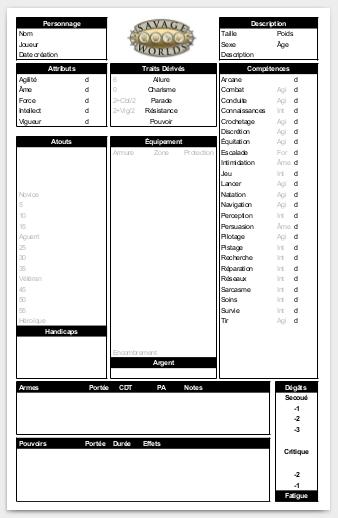 Personnage
Nom
Joueur
Date création
SAVAGE WORLDS
Description
Taille Poids
Sexe Âge
Description
Attributs
Agilité d
Âme d
Force d
Intellect d
Vigueur d
Traits Dérivés
6 Allure
0 Charisme
2+Cbt/2 Parade
2+Vig/2 Résistance
Pouvoir
Compétences
Arcane d
Combat Agi d
Conduite Agi d
Connaissances Int d
Crochetage Agi d
Discrétion Agi d
Équitation Agi d
Escalade For d
Intimidation Âme d
Jeu Int d
Lancer Agi d
Natation Agi d
Navigation Agi d
Perception Int d
Persuasion Âme d
Pilotage Agi d
Pistage Int d
Recherche Int d
Réparation Int d
Réseaux Int d
Sarcasme Int d
Soins Int d
Survie Int d
Tir Agi d
Atouts
Novice
5
10
15
Aguerri
25
30
35
Vétéran
45
50
55
Héroïque
Handicaps
Équipement
Armure Zone Protection
Encombrement
Argent
Armes Portée CDT PA Notes
Pouvoirs Portée Durée Effets
Dégâts
Secoué
-1
-2
-3
Critique
-2
-1
Fatigue